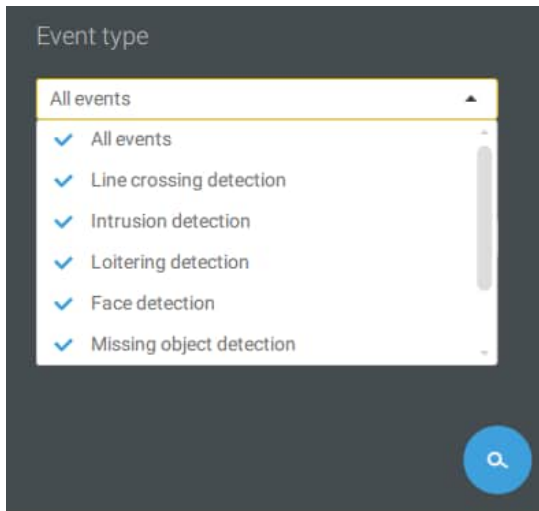 Event type
All events
All events
Line crossing detection
Intrusion detection
Loitering detection
Face detection
Missing object detection